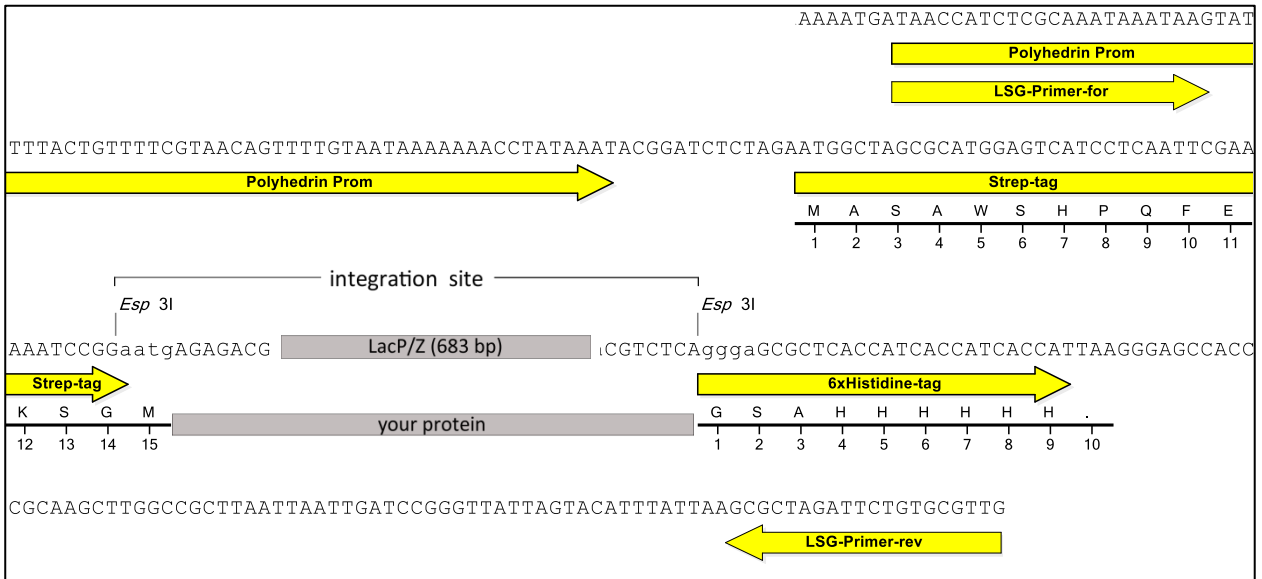 AAAATGATAACCATCTCGCAAATAAATAAGTAT
Polyhedrin Prom
LSG-Primer-for
TTTACTGTTTTCGTAACAGTTTTGTAATAAAAAAACCTATAAATACGGATCTCTAGAATGGCTAGCGCATGGAGTCATCCTCAATTCGAA
Polyhedrin Prom Strep-tag
M A S A W S H P Q F E
1 2 3 4 5 6 7 8 9 10 11
integration site
Esp 3I Esp 3I
AAATCCGGaatgAGAGACG LacP/Z (683 bp) CGTCTCAgggaGCGCTCACCATCACCATCACCATTAAGGGAGCCACC
Strep-tag 6xHistidine-tag
K S G M your protein G S A H H H H H H .
12 13 14 15 1 2 3 4 5 6 7 8 9 10
CGCAAGCTTGGCCGCTTAATTAATTGATCCGGGTTATTAGTACATTTATTAAGCGCTAGATTCTGTGCGTTG
LSG-Primer-rev